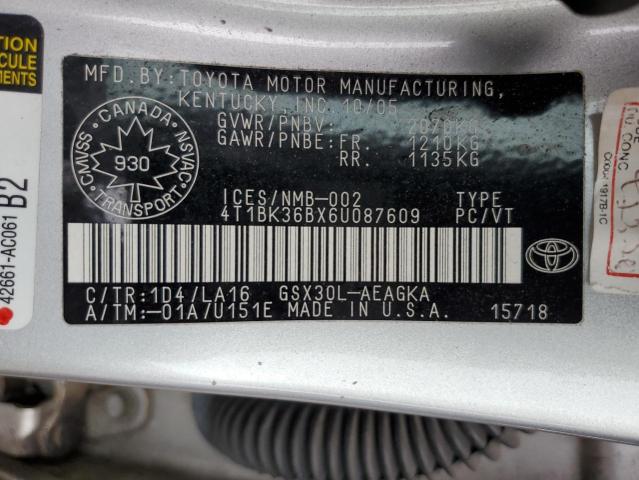 MFD.BY:TOYOTA MOTOR MANUFACTURING,
KENTUCKY, INC. 10/05
GVWR/PNBV: 2070KG
GAWR/PNBE:FR. 1210KG
RR. 1135KG
CANADA
CMVSS
NSVAC
930
TRANSPORT
ICES/NMB-002 TYPE
4T1BK36BX6U087609 PC/VT
C/TR:1D4/LA16 GSX30L-AEAGKA
A/TM:-01A/U151E MADE IN U.S.A. 15718
TOYOTA
42661-AC061
B2